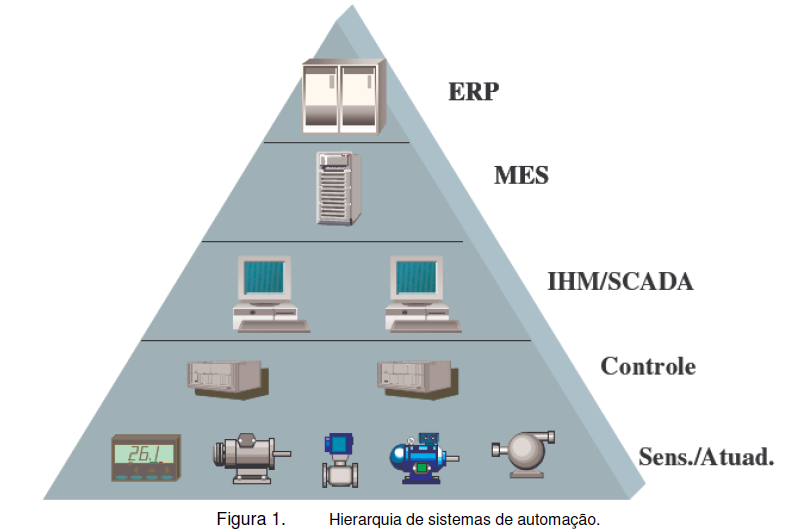 ERP
MES
IHM/SCADA
Controle
26.1
Sens./Atuad.
Figura 1. Hierarquia de sistemas de automação.